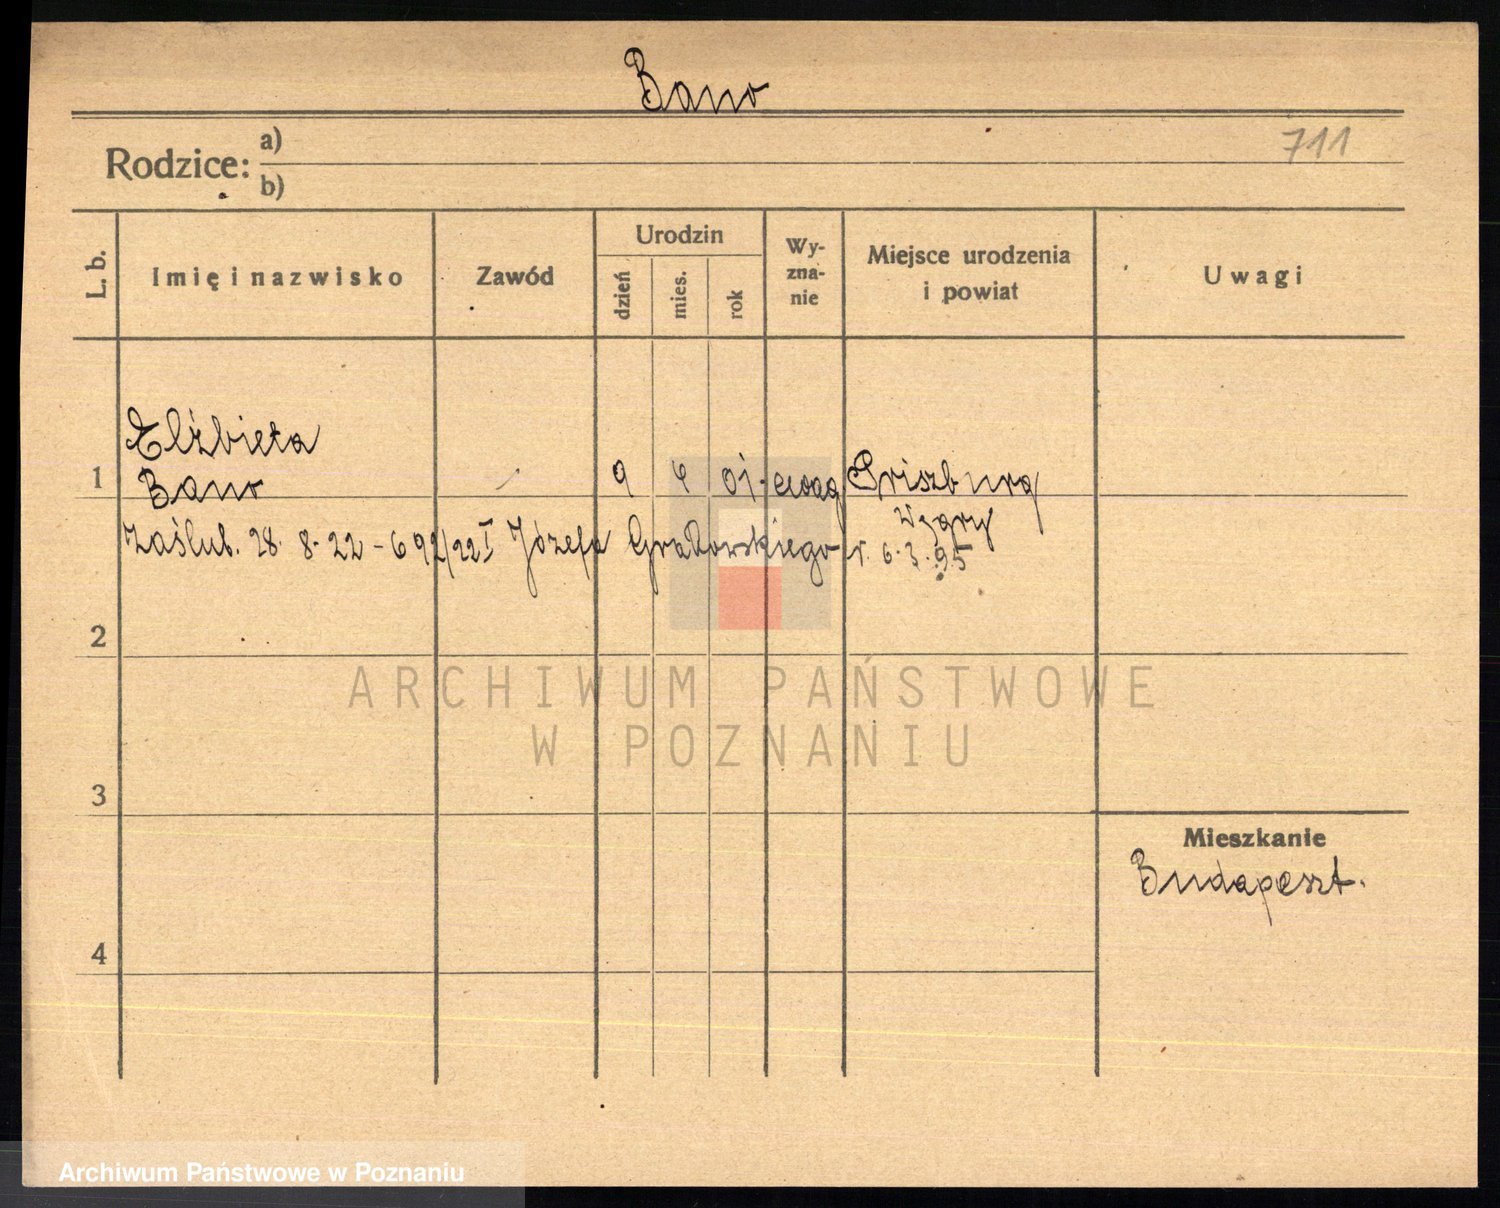 Bano
711
Rodzice: a)
b)
L. b.
Imię i nazwisko
Zawód
Urodzin
dzień
mies.
rok
Wy-
zna-
nie
Miejsce urodzenia
i powiat
Uwagi
Elżbieta
1 Bano 9 4 01. ewag
Węgry
zaślub. 28. 8. 22 - 692/22 I Józefa Grabowskiego r. 6. 3. 95
2
ARCHIWUM PAŃSTWOWE
W POZNANIU
3
Mieszkanie
Budapeszt.
4
Archiwum Państwowe w Poznaniu